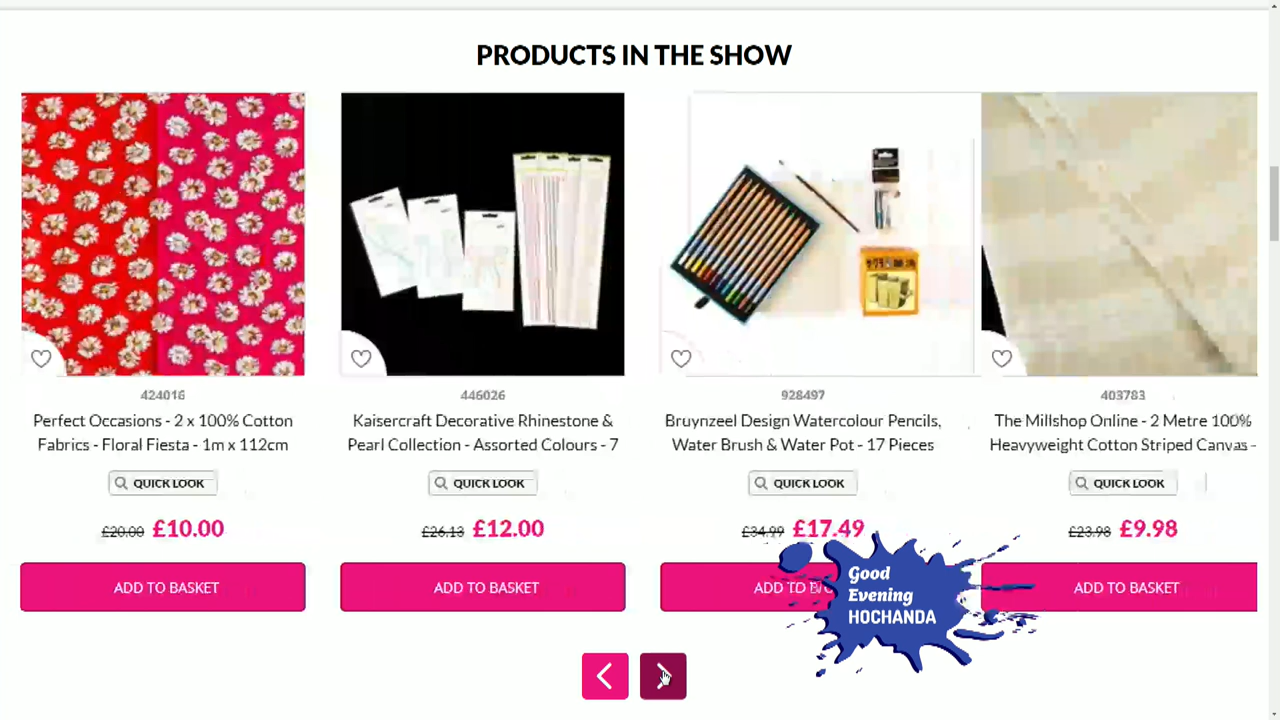 PRODUCTS IN THE SHOW
424016
Perfect Occasions - 2 x 100% Cotton
Fabrics - Floral Fiesta - 1m x 112cm
QUICK LOOK
£20.00 £10.00
ADD TO BASKET
446026
Kaisercraft Decorative Rhinestone &
Pearl Collection - Assorted Colours - 7
QUICK LOOK
£26.13 £12.00
ADD TO BASKET
928497
Bruynzeel Design Watercolour Pencils,
Water Brush & Water Pot - 17 Pieces
QUICK LOOK
£34.99 £17.49
ADD TO
403783
The Millshop Online - 2 Metre 100%
Heavyweight Cotton Striped Canvas -
QUICK LOOK
£23.98 £9.98
ADD TO BASKET
Good
Evening
HOCHANDA